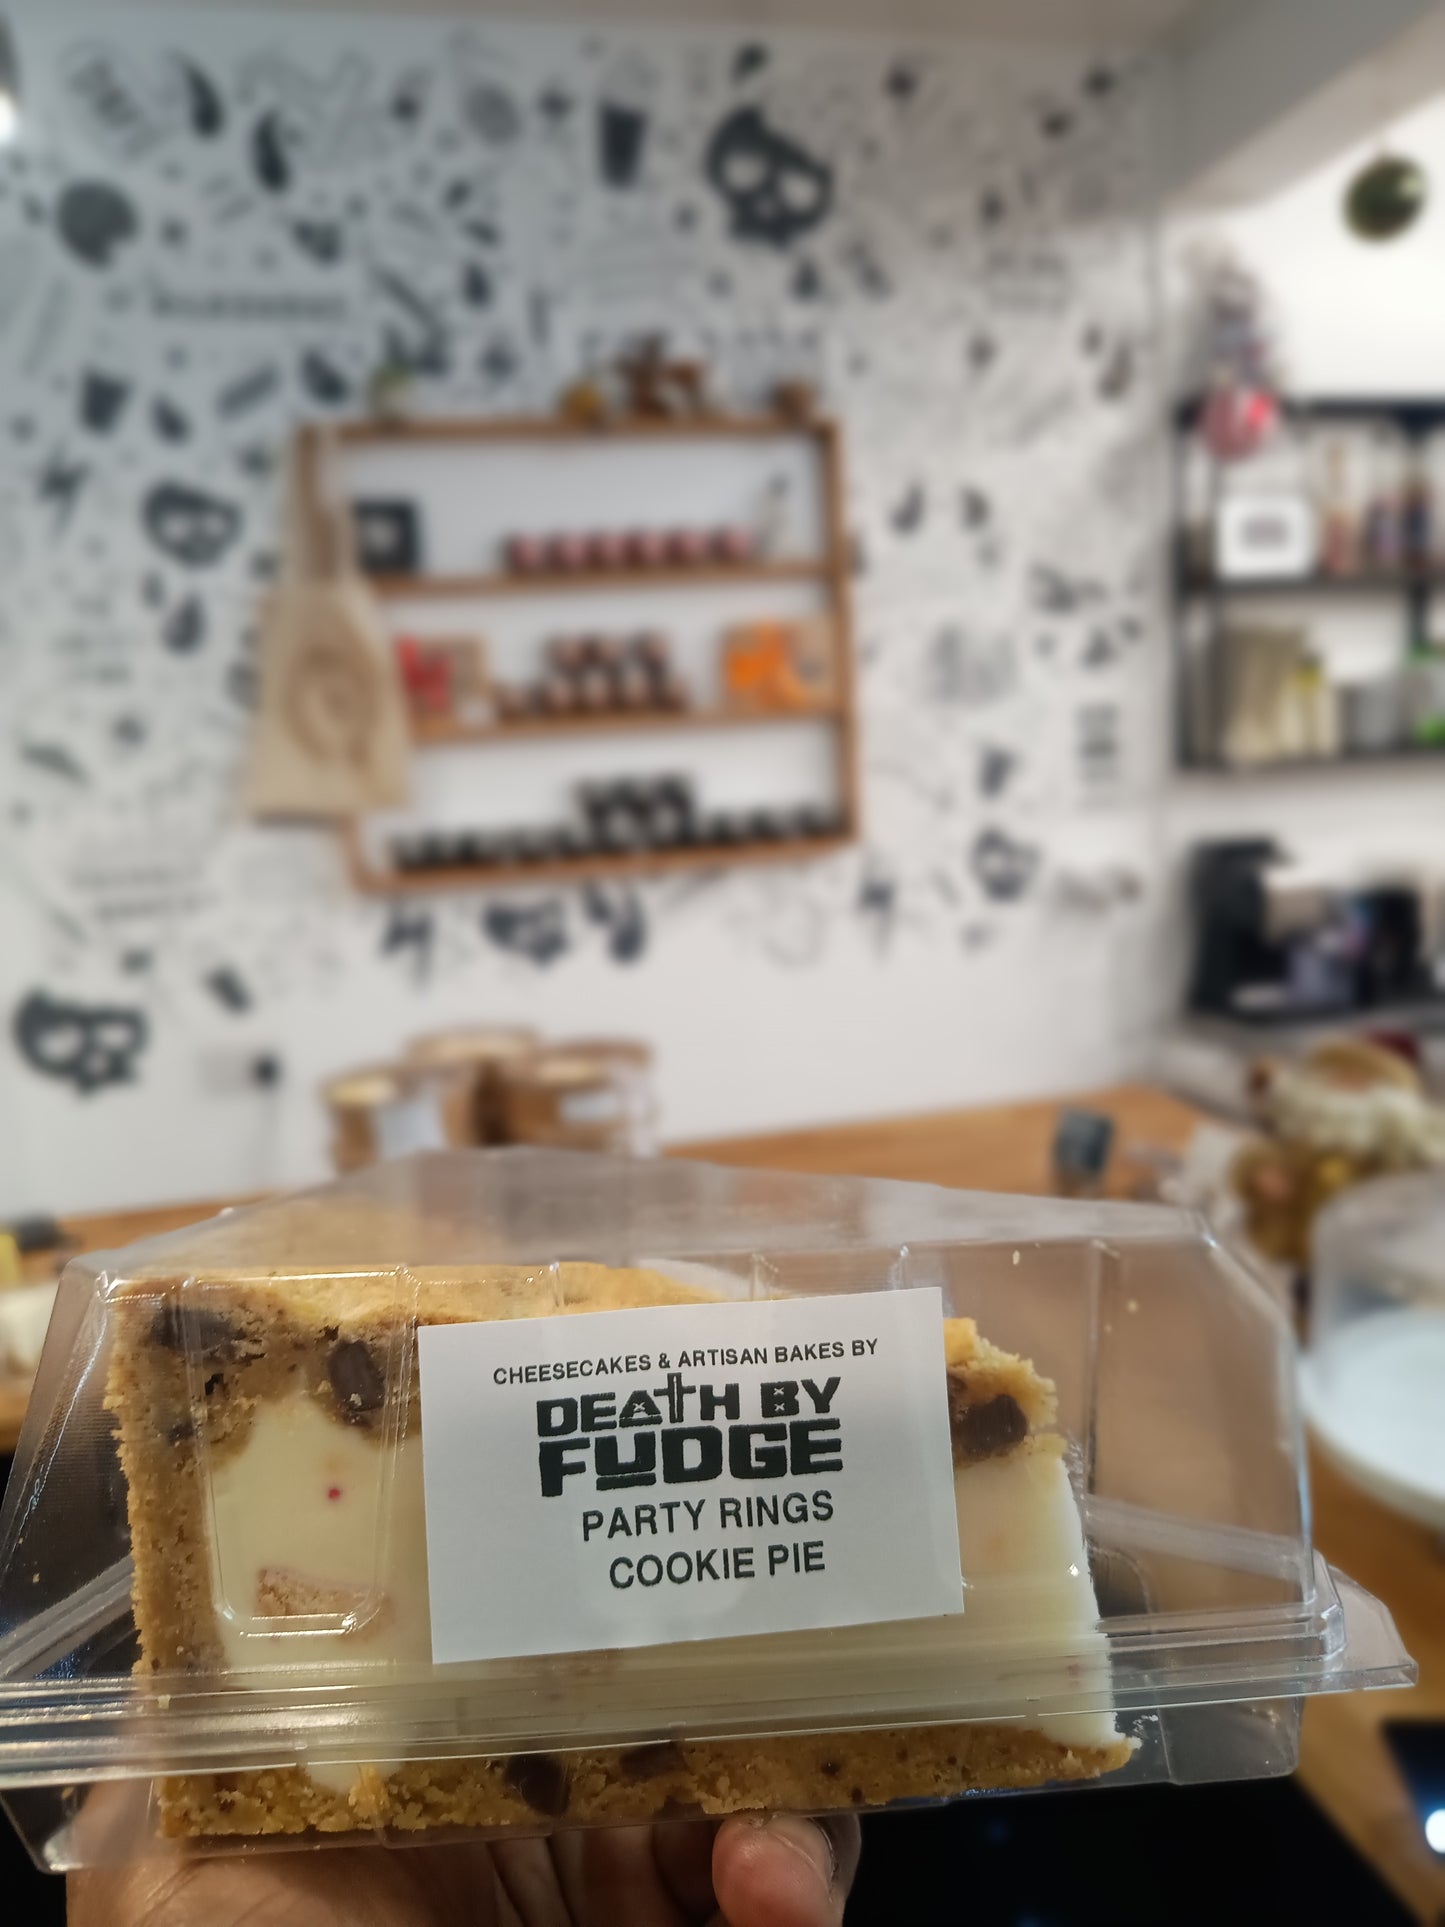 CHEESECAKES & ARTISAN BAKES BY
DEATH BY
FUDGE
PARTY RINGS
COOKIE PIE